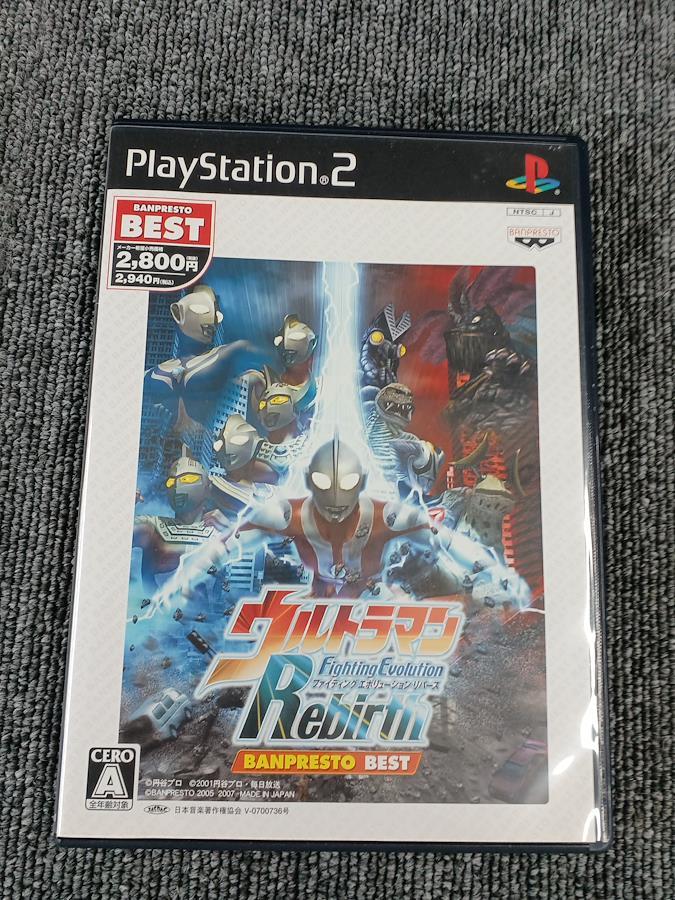 PlayStation®2
BANPRESTO
BEST
メーカー希望小売価格
2,800円(税抜)
2,940円(税込)
NTSC J
BANPRESTO
ウルトラマン
Fighting Evolution
ファイティング エボリューション リバース
Rebirth
BANPRESTO BEST
CERO
A
全年齢対象
©円谷プロ ©2001円谷プロ・毎日放送
©BANPRESTO 2005 2007 MADE IN JAPAN
日本音楽著作権協会 V-0700736号